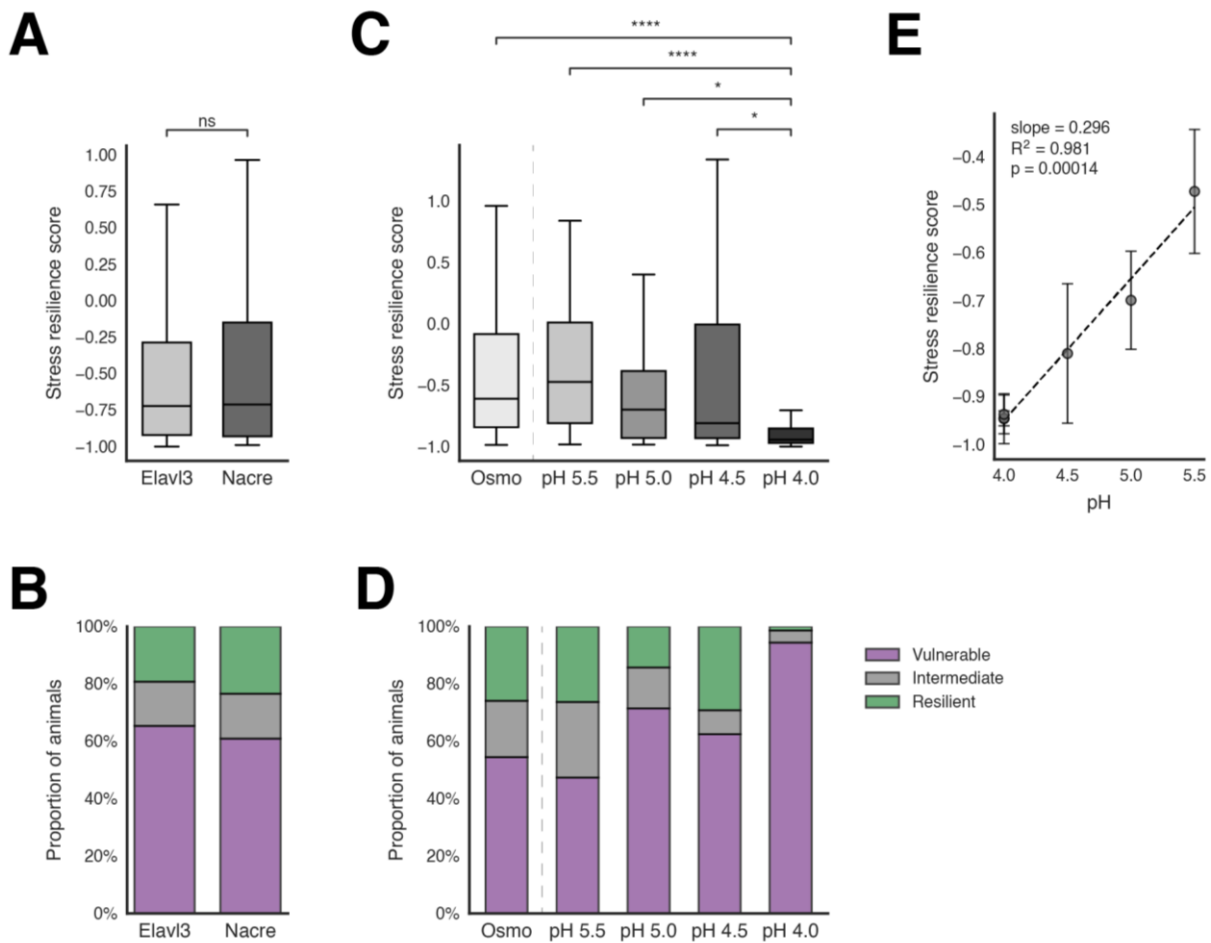 A
ns
Stress resilience score
1.00
0.75
0.50
0.25
0.00
−0.25
−0.50
−0.75
−1.00
Elavl3 Nacre
C
****
****
*
*
Stress resilience score
1.0
0.5
0.0
−0.5
−1.0
Osmo pH 5.5 pH 5.0 pH 4.5 pH 4.0
E
slope = 0.296
R² = 0.981
p = 0.00014
Stress resilience score
−0.4
−0.5
−0.6
−0.7
−0.8
−0.9
−1.0
4.0 4.5 5.0 5.5
pH
B
Proportion of animals
100%
80%
60%
40%
20%
0%
Elavl3 Nacre
D
Proportion of animals
100%
80%
60%
40%
20%
0%
Osmo pH 5.5 pH 5.0 pH 4.5 pH 4.0
Vulnerable
Intermediate
Resilient